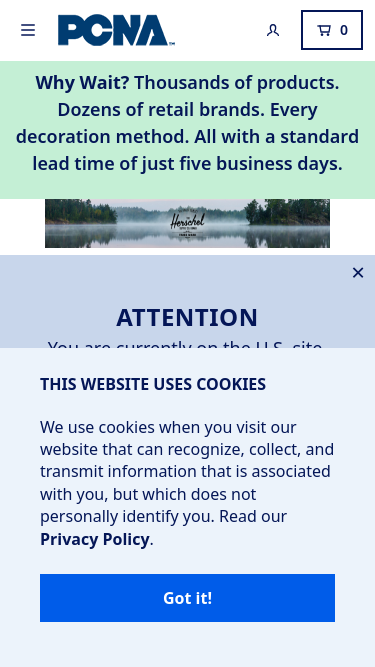 PCNA
0
Why Wait? Thousands of products.
Dozens of retail brands. Every
decoration method. All with a standard
lead time of just five business days.
Herschel
ATTENTION
You are currently on the U.S. site.
THIS WEBSITE USES COOKIES
We use cookies when you visit our
website that can recognize, collect, and
transmit information that is associated
with you, but which does not
personally identify you. Read our
Privacy Policy.
Got it!